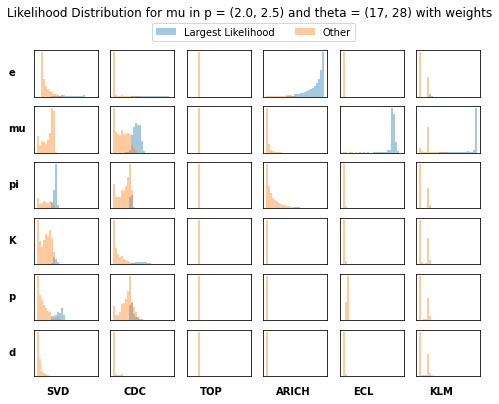 Likelihood Distribution for mu in p = (2.0, 2.5) and theta = (17, 28) with weights
Largest Likelihood Other
e
mu
pi
K
p
d
SVD CDC TOP ARICH ECL KLM